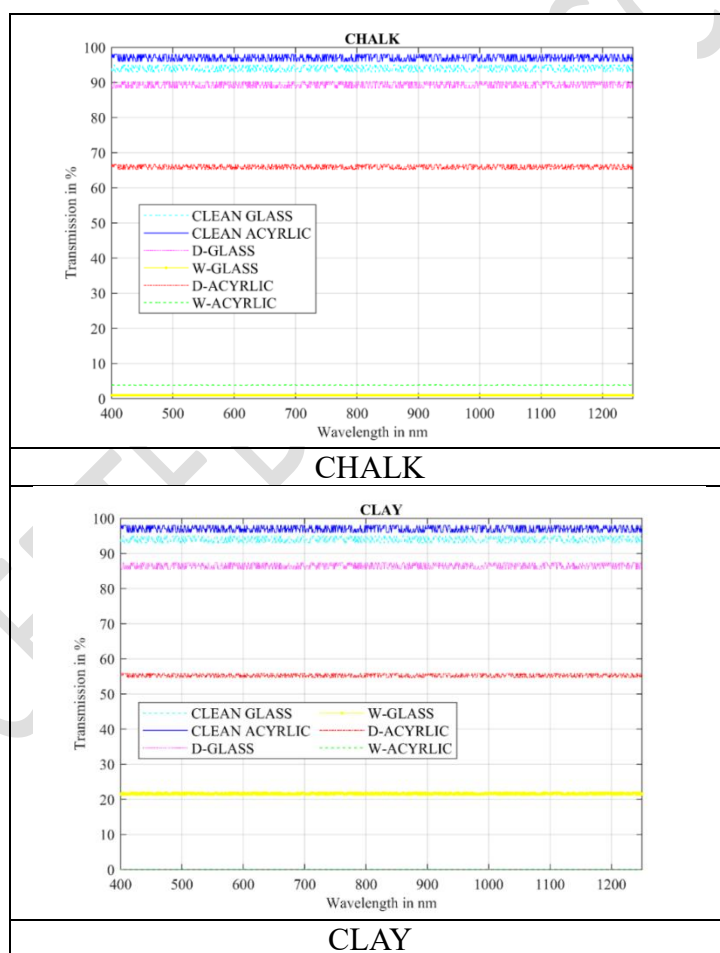 CHALK
100
90
80
70
60
50
40
30
20
10
0
Transmission in %
CLEAN GLASS
CLEAN ACYRLIC
D-GLASS
W-GLASS
D-ACYRLIC
W-ACYRLIC
400 500 600 700 800 900 1000 1100 1200
Wavelength in nm
CHALK
CLAY
100
90
80
70
60
50
40
30
20
10
0
Transmission in %
CLEAN GLASS W-GLASS
CLEAN ACYRLIC D-ACYRLIC
D-GLASS W-ACYRLIC
400 500 600 700 800 900 1000 1100 1200
Wavelength in nm
CLAY